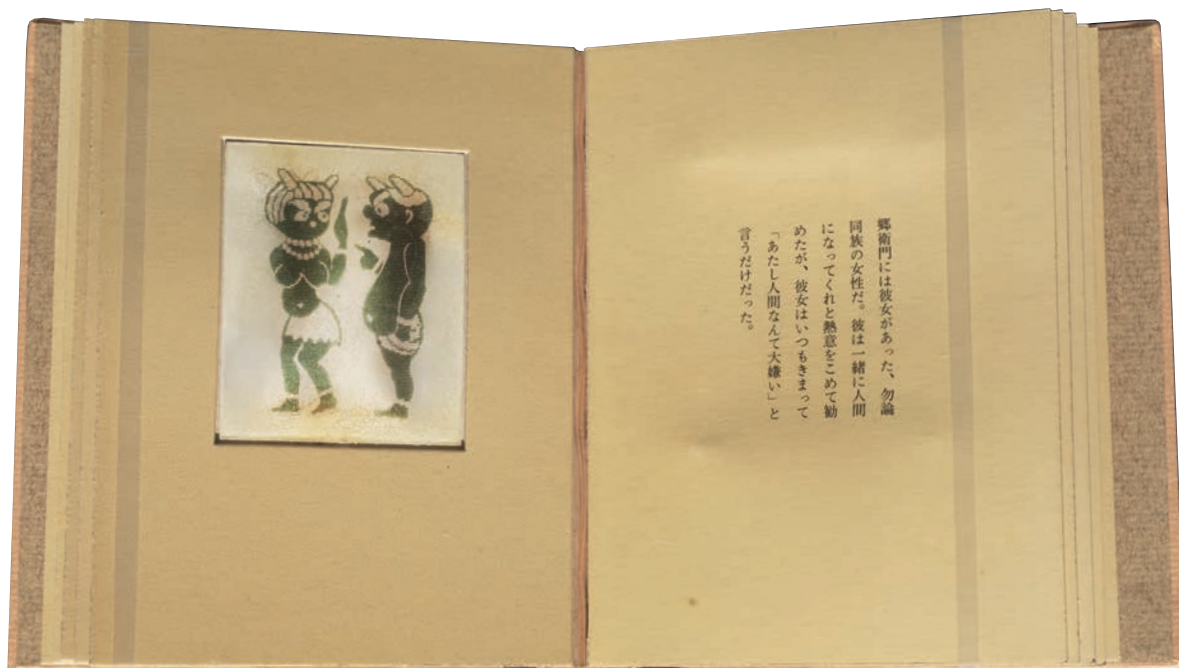 郷衛門には彼女があった、勿論
同族の女性だ。彼は一緒に人間
になってくれと熱意をこめて勧
めたが、彼女はいつもきまって
「あたし人間なんて大嫌い」と
言うだけだった。